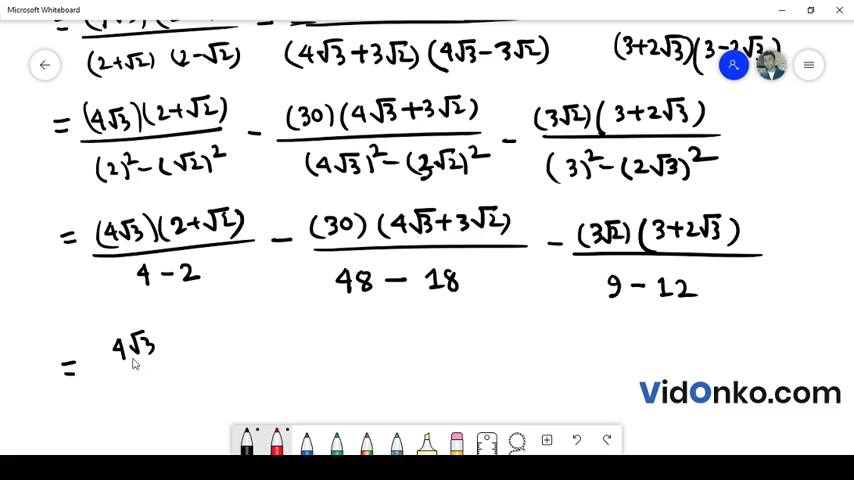 Microsoft Whiteboard
(2+√2) (2-√2) (4√3+3√2)(4√3-3√2) (3+2√3)(3-2√3)
= (4√3)(2+√2)/(2)²-(√2)² - (30)(4√3+3√2)/(4√3)²-(3√2)² - (3√2)(3+2√3)/(3)²-(2√3)²
= (4√3)(2+√2)/4-2 - (30)(4√3+3√2)/48-18 - (3√2)(3+2√3)/9-12
= 4√3
VidOnko.com